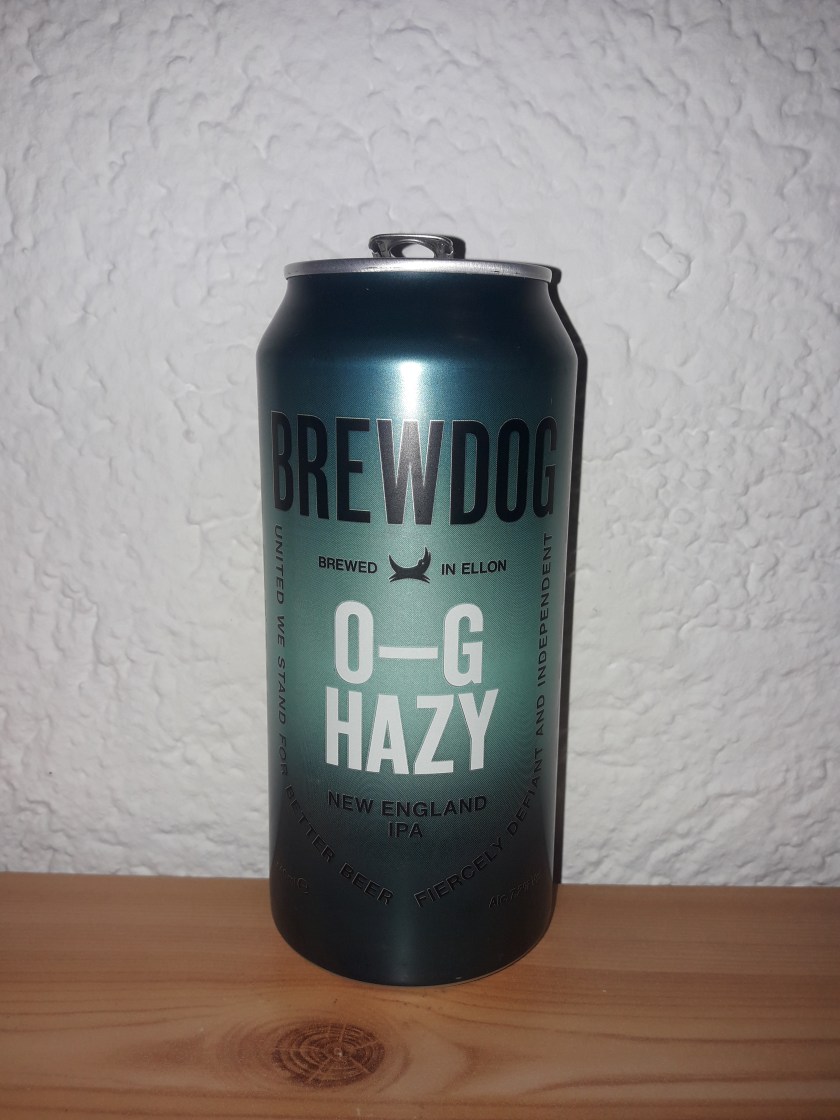 BREWDOG
BREWED IN ELLON
O—G
HAZY
NEW ENGLAND
IPA
UNITED WE STAND FOR BETTER BEER
FIERCELY DEFIANT AND INDEPENDENT